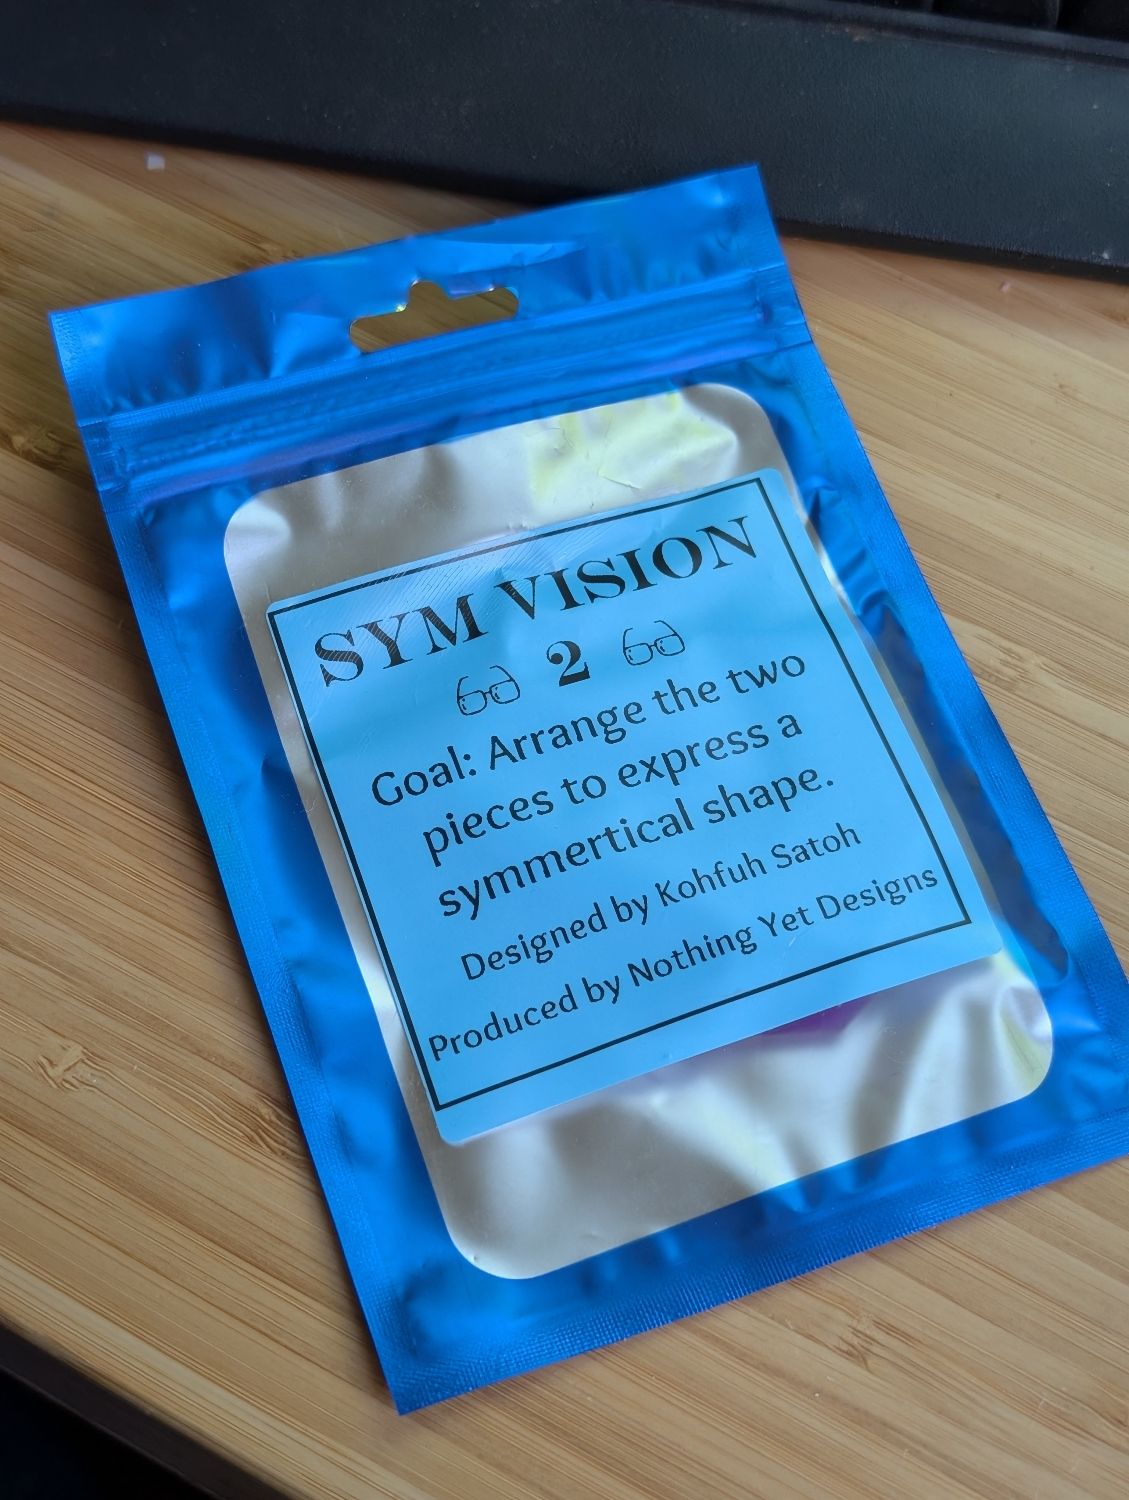 SYM VISION
2
Goal: Arrange the two
pieces to express a
symmertical shape.
Designed by Kohfuh Satoh
Produced by Nothing Yet Designs